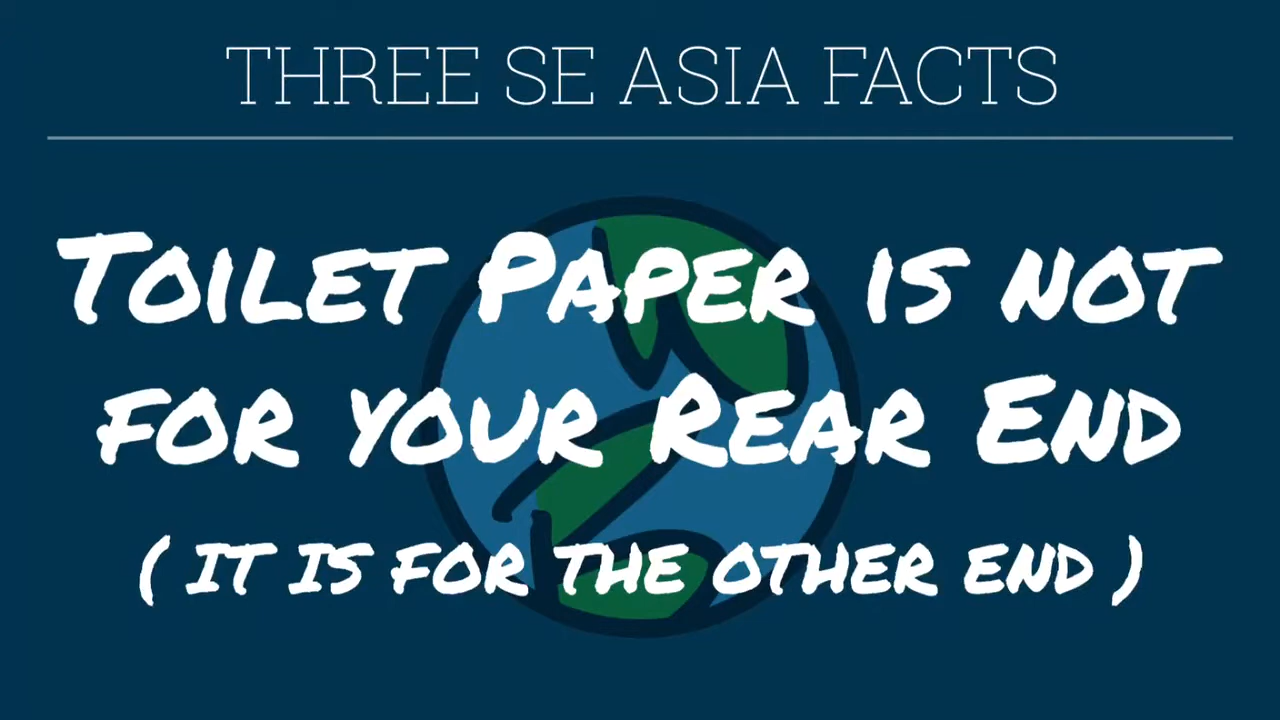 THREE SE ASIA FACTS
TOILET PAPER IS NOT
FOR YOUR REAR END
( IT IS FOR THE OTHER END )